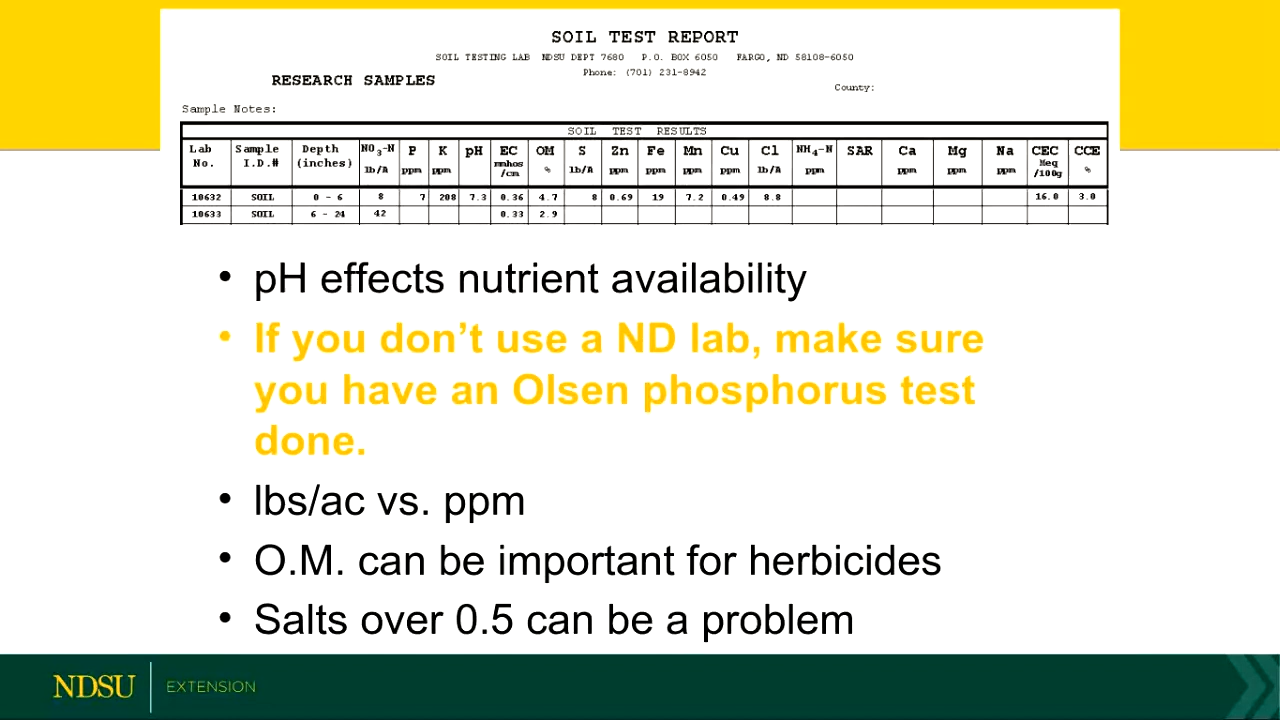 SOIL TEST REPORT
SOIL TESTING LAB NDSU DEPT 7680 P.O. BOX 6050 FARGO, ND 58108-6050
Phone: (701) 231-8942
RESEARCH SAMPLES
County:
Sample Notes:
SOIL TEST RESULTS
Lab No. Sample I.D.# Depth (inches) NO3-N lb/A P ppm K ppm pH EC mmhos /cm OM % S lb/A Zn ppm Fe ppm Mn ppm Cu ppm Cl lb/A NH4-N ppm SAR Ca ppm Mg ppm Na ppm CEC Meq /100g CCE %
10632 SOIL 0 - 6 8 7 208 7.3 0.36 4.7 8 0.69 19 7.2 0.49 8.8 16.0 3.0
10633 SOIL 6 - 24 42 0.33 2.9
• pH effects nutrient availability
• If you don’t use a ND lab, make sure
you have an Olsen phosphorus test
done.
• lbs/ac vs. ppm
• O.M. can be important for herbicides
• Salts over 0.5 can be a problem
NDSU EXTENSION